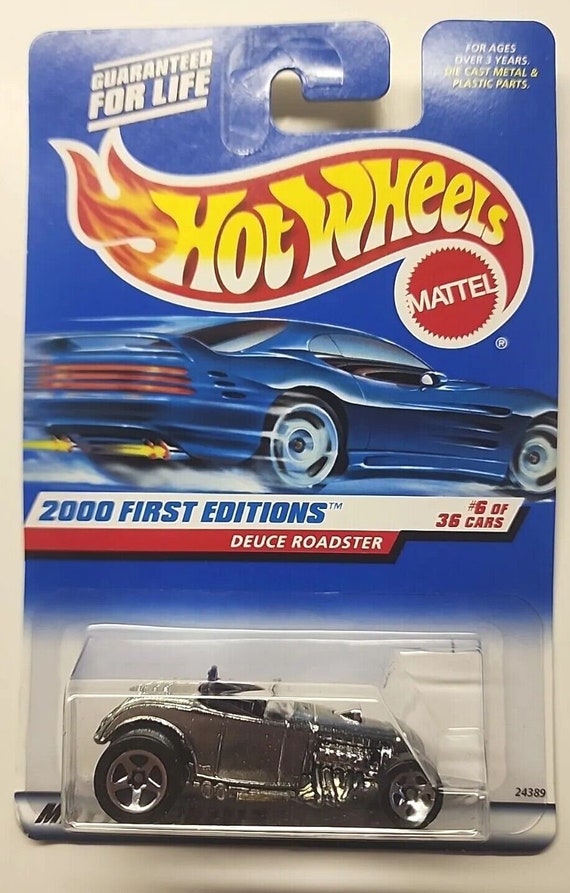 GUARANTEED
FOR LIFE
FOR AGES
OVER 3 YEARS.
DIE CAST METAL &
PLASTIC PARTS.
HOT WHEELS
MATTEL
®
2000 FIRST EDITIONS™
#6 OF
36 CARS
DEUCE ROADSTER
24389